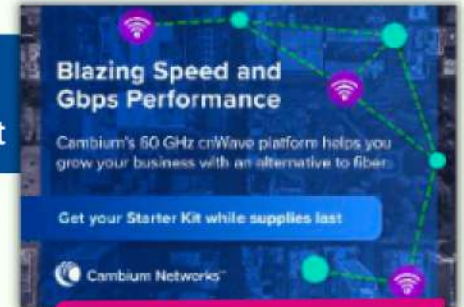 Blazing Speed and
Gbps Performance
Cambium's 60 GHz cnWave platform helps you
grow your business with an alternative to fiber.
Get your Starter Kit while supplies last
Cambium Networks™
t